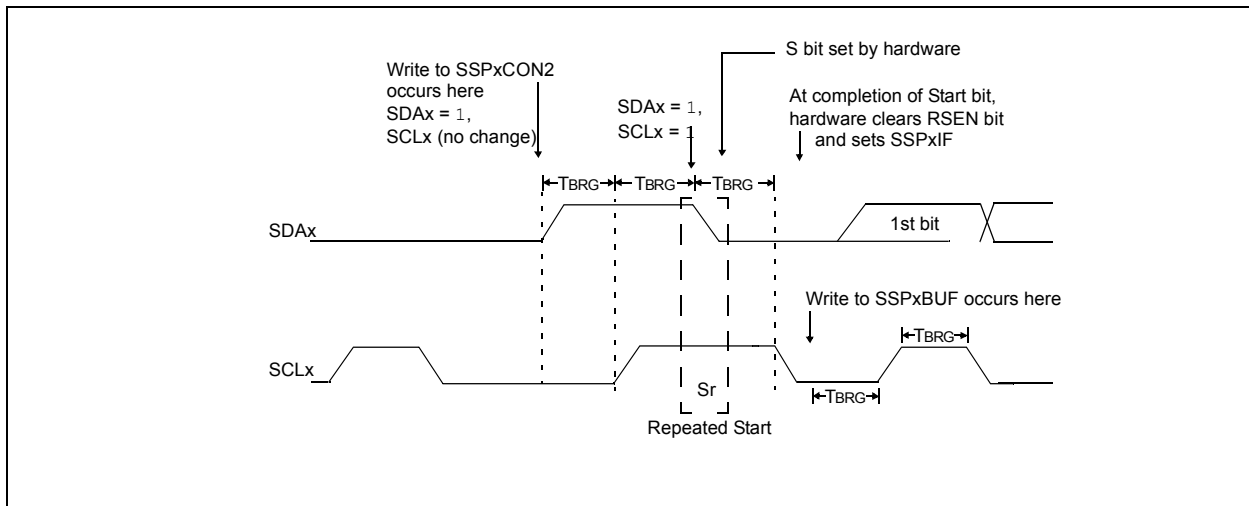 S bit set by hardware
Write to SSPxCON2
occurs here
SDAx = 1,
SCLx (no change)
SDAx = 1,
SCLx = 1
At completion of Start bit,
hardware clears RSEN bit
and sets SSPxIF
TBRG TBRG TBRG
SDAx
1st bit
Write to SSPxBUF occurs here
TBRG
SCLx
Sr
TBRG
Repeated Start